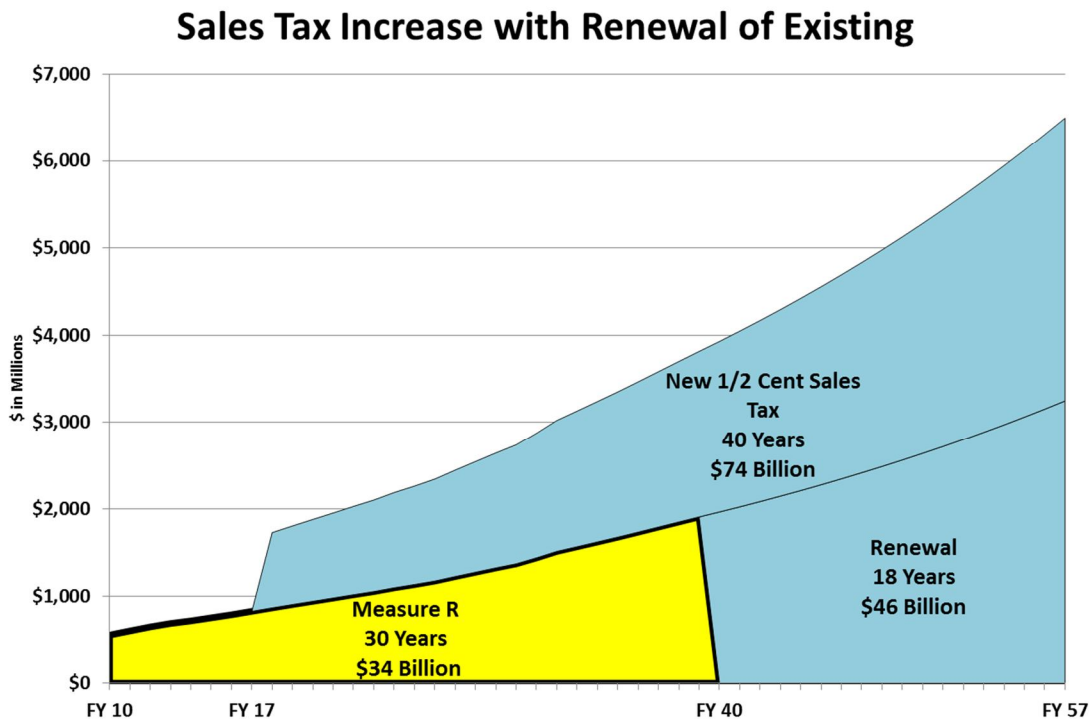 Sales Tax Increase with Renewal of Existing
$7,000
$6,000
$5,000
$4,000
$3,000
$2,000
$1,000
$0
$ in Millions
New 1/2 Cent Sales
Tax
40 Years
$74 Billion
Renewal
18 Years
$46 Billion
Measure R
30 Years
$34 Billion
FY 10
FY 17
FY 40
FY 57